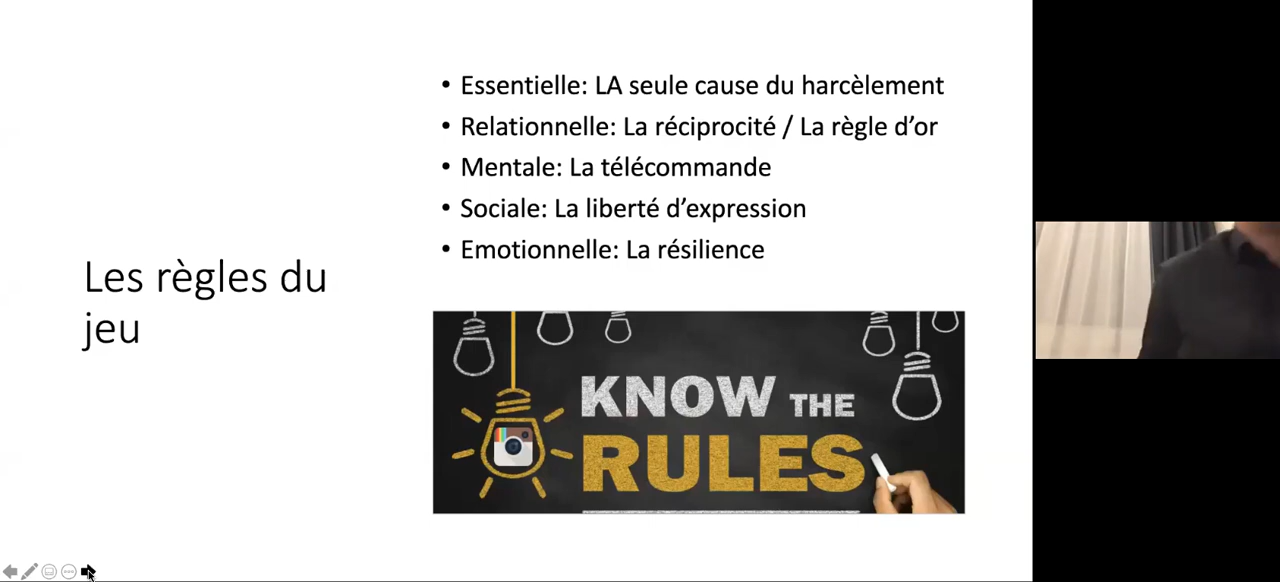 Les règles du
jeu
• Essentielle: LA seule cause du harcèlement
• Relationnelle: La réciprocité / La règle d’or
• Mentale: La télécommande
• Sociale: La liberté d’expression
• Emotionnelle: La résilience
KNOW THE
RULES